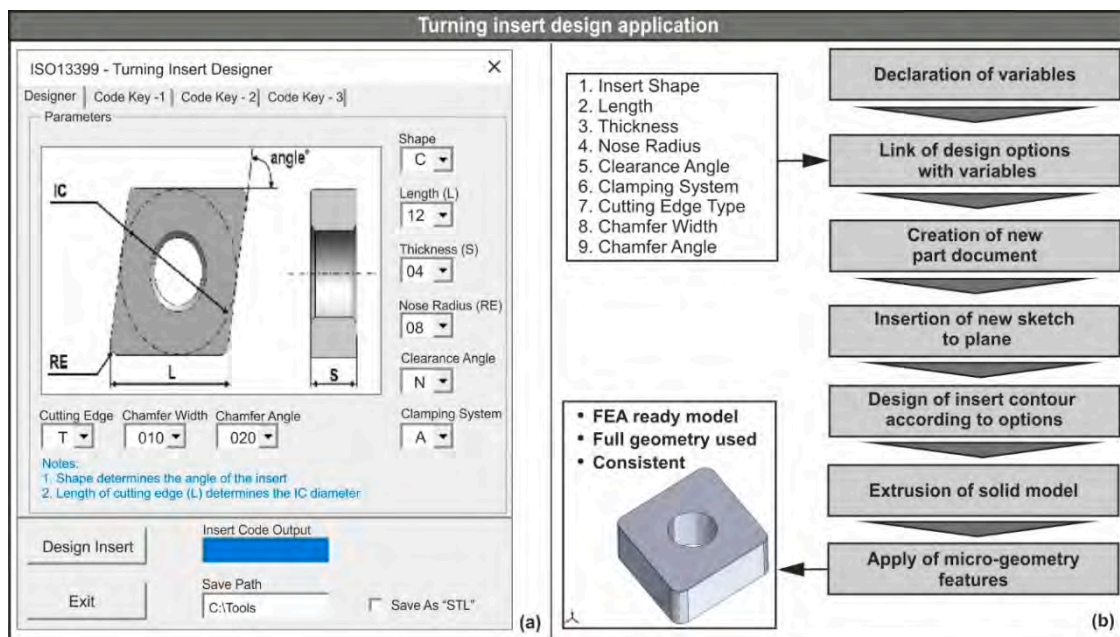 Turning insert design application
ISO13399 - Turning Insert Designer
Designer
Code Key -1
Code Key - 2
Code Key - 3
Parameters
angle°
IC
RE
L
S
Shape
C
Length (L)
12
Thickness (S)
04
Nose Radius (RE)
08
Clearance Angle
N
Clamping System
A
Cutting Edge
T
Chamfer Width
010
Chamfer Angle
020
Notes:
1. Shape determines the angle of the insert
2. Length of cutting edge (L) determines the IC diameter
Design Insert
Exit
Insert Code Output
Save Path
C:\Tools
Save As “STL”
(a)
1. Insert Shape
2. Length
3. Thickness
4. Nose Radius
5. Clearance Angle
6. Clamping System
7. Cutting Edge Type
8. Chamfer Width
9. Chamfer Angle
Declaration of variables
Link of design options
with variables
Creation of new
part document
Insertion of new sketch
to plane
Design of insert contour
according to options
Extrusion of solid model
Apply of micro-geometry
features
• FEA ready model
• Full geometry used
• Consistent
(b)